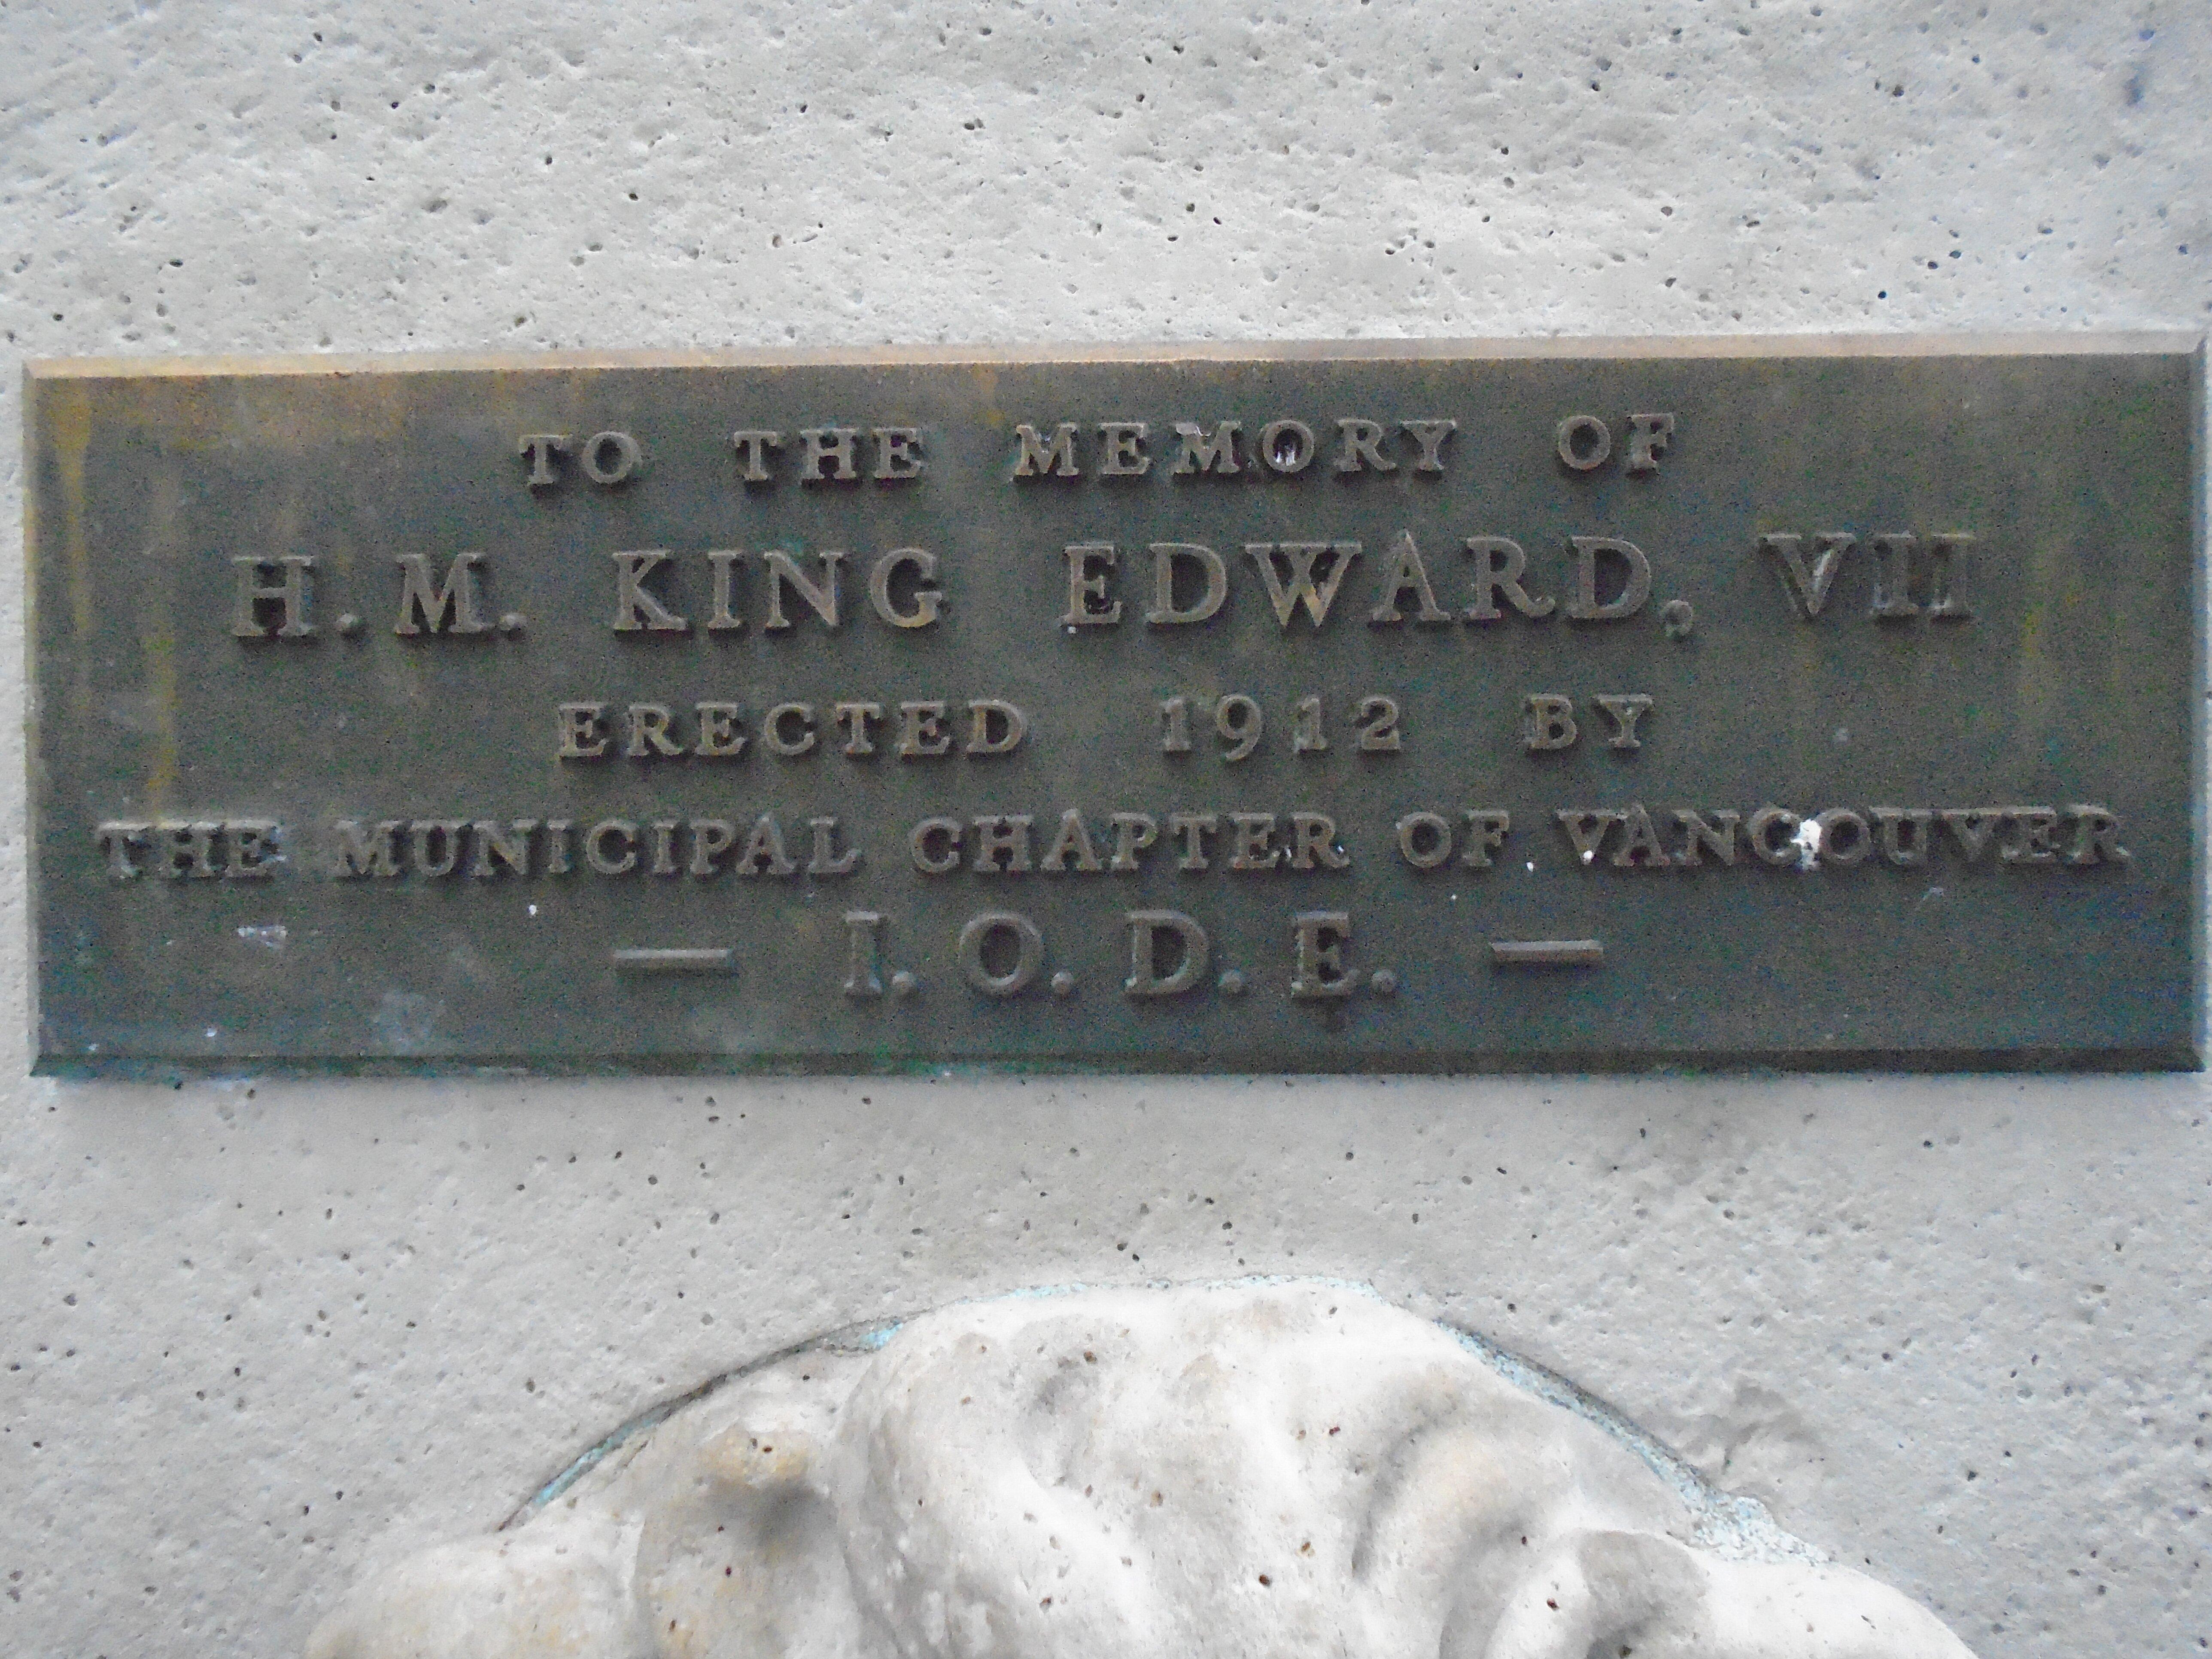 TO THE MEMORY OF
H.M. KING EDWARD, VII
ERECTED 1912 BY
THE MUNICIPAL CHAPTER OF VANCOUVER
— I.O.D.E. —